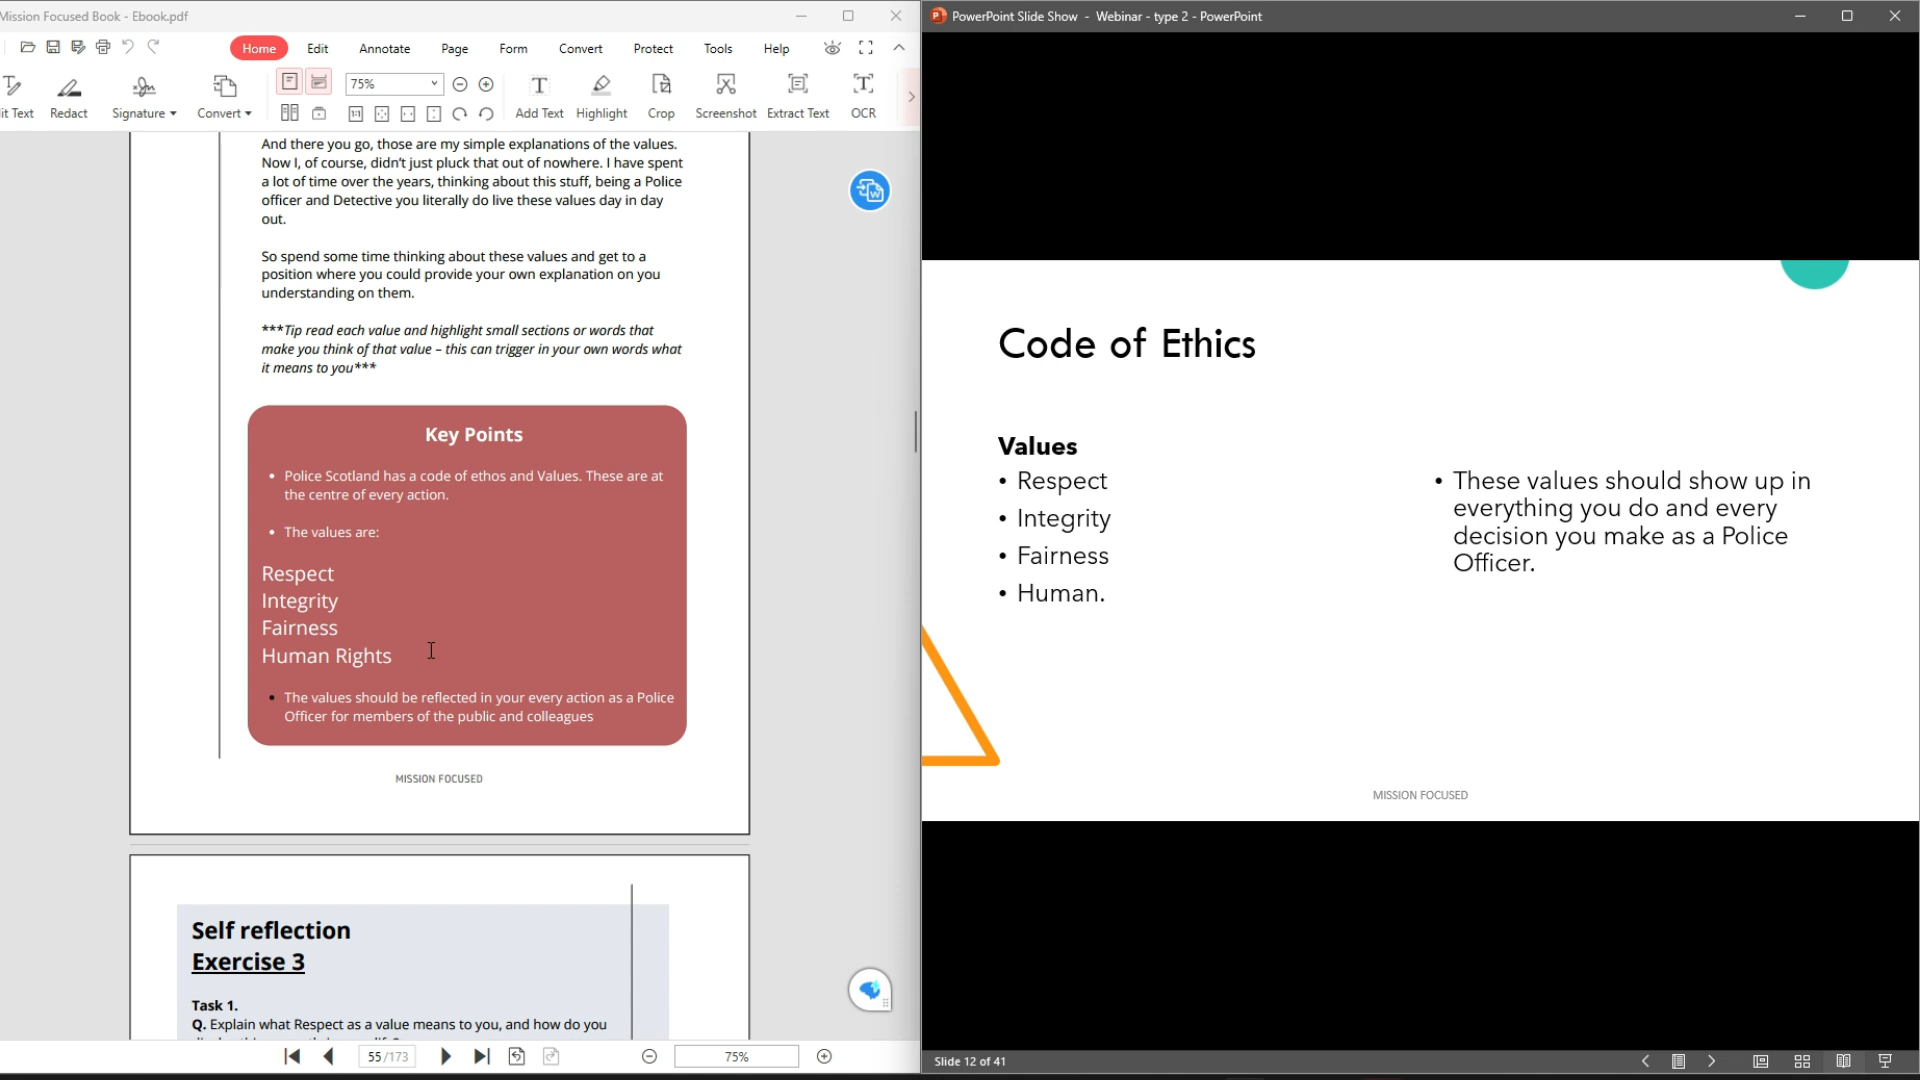 Mission Focused Book - Ebook.pdf
Home Edit Annotate Page Form Convert Protect Tools Help
it Text Redact Signature Convert 75% Add Text Highlight Crop Screenshot Extract Text OCR
And there you go, those are my simple explanations of the values.
Now I, of course, didn't just pluck that out of nowhere. I have spent
a lot of time over the years, thinking about this stuff, being a Police
officer and Detective you literally do live these values day in day
out.
So spend some time thinking about these values and get to a
position where you could provide your own explanation on you
understanding on them.
***Tip read each value and highlight small sections or words that
make you think of that value – this can trigger in your own words what
it means to you***
Key Points
• Police Scotland has a code of ethos and Values. These are at
the centre of every action.
• The values are:
Respect
Integrity
Fairness
Human Rights
• The values should be reflected in your every action as a Police
Officer for members of the public and colleagues
MISSION FOCUSED
Self reflection
Exercise 3
Task 1.
Q. Explain what Respect as a value means to you, and how do you
55/173 75%
PowerPoint Slide Show - Webinar - type 2 - PowerPoint
Code of Ethics
Values
• Respect
• Integrity
• Fairness
• Human.
• These values should show up in
everything you do and every
decision you make as a Police
Officer.
MISSION FOCUSED
Slide 12 of 41